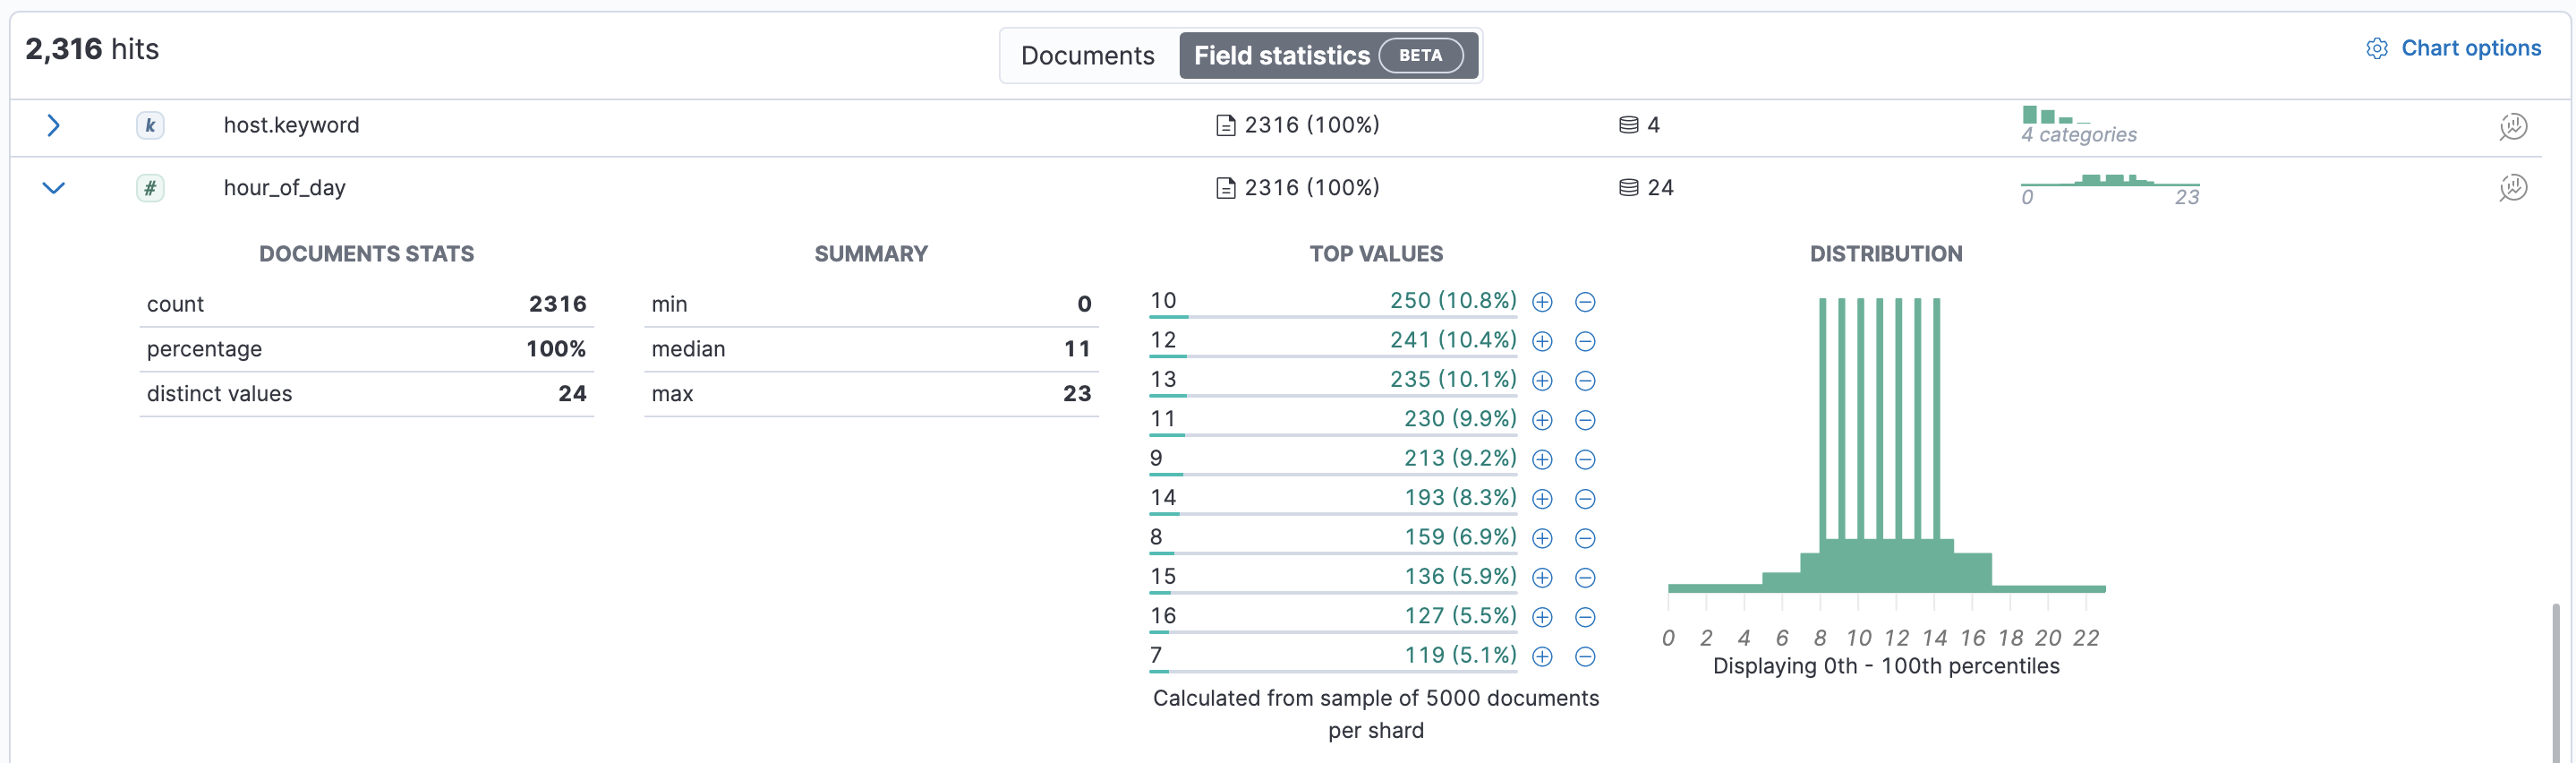 2,316 hits
Documents
Field statistics BETA
Chart options
k host.keyword 2316 (100%) 4
4 categories
# hour_of_day 2316 (100%) 24
0 23
DOCUMENTS STATS
count 2316
percentage 100%
distinct values 24
SUMMARY
min 0
median 11
max 23
TOP VALUES
10 250 (10.8%)
12 241 (10.4%)
13 235 (10.1%)
11 230 (9.9%)
9 213 (9.2%)
14 193 (8.3%)
8 159 (6.9%)
15 136 (5.9%)
16 127 (5.5%)
7 119 (5.1%)
Calculated from sample of 5000 documents
per shard
DISTRIBUTION
0 2 4 6 8 10 12 14 16 18 20 22
Displaying 0th - 100th percentiles